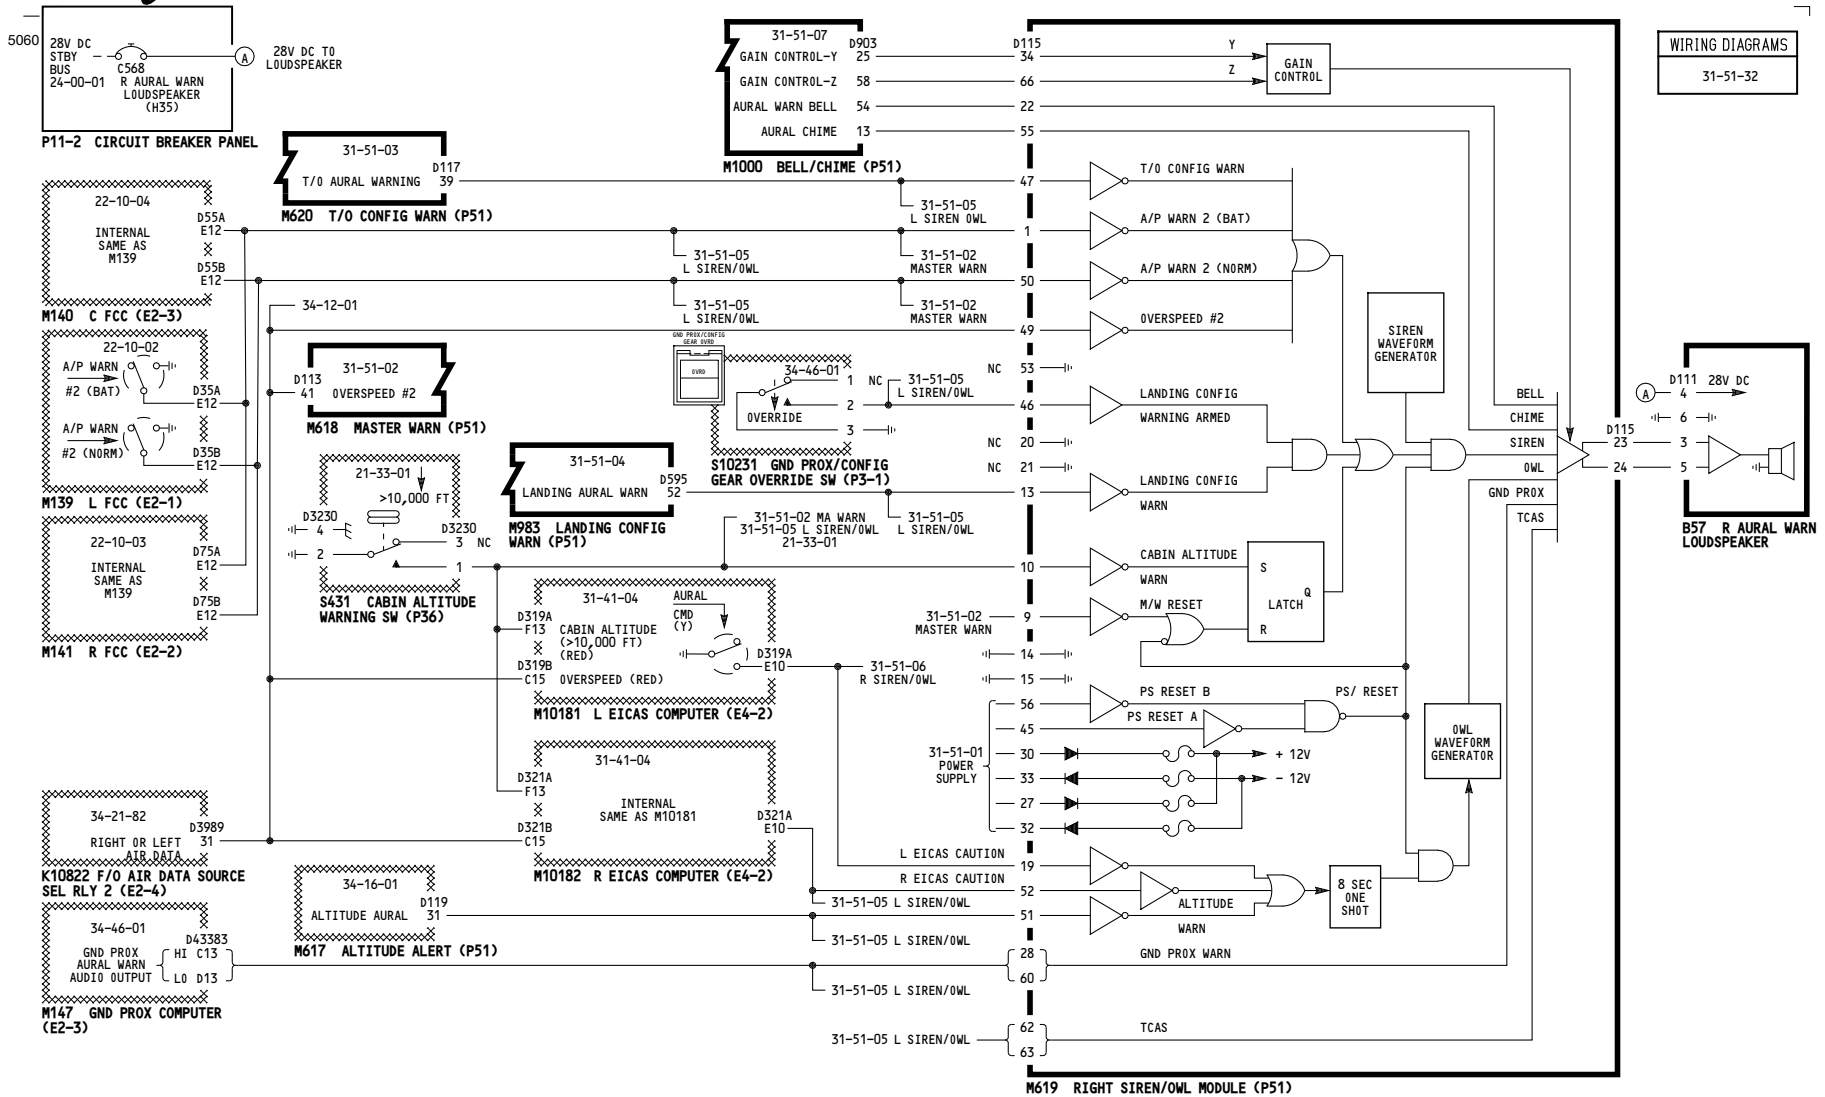 5060
28V DC
STBY
BUS
24-00-01
C568
R AURAL WARN
LOUDSPEAKER
(H35)
A
28V DC TO
LOUDSPEAKER
P11-2 CIRCUIT BREAKER PANEL
WIRING DIAGRAMS
31-51-32
31-51-07
D903
GAIN CONTROL-Y 25
GAIN CONTROL-Z 58
AURAL WARN BELL 54
AURAL CHIME 13
M1000 BELL/CHIME (P51)
D115
34
66
22
55
Y
Z
GAIN
CONTROL
31-51-03
D117
T/O AURAL WARNING 39
M620 T/O CONFIG WARN (P51)
31-51-05
L SIREN OWL
47
T/O CONFIG WARN
22-10-04
D55A
E12
INTERNAL
SAME AS
M139
D55B
E12
M140 C FCC (E2-3)
31-51-05
L SIREN/OWL
31-51-02
MASTER WARN
1
A/P WARN 2 (BAT)
31-51-05
L SIREN/OWL
31-51-02
MASTER WARN
50
A/P WARN 2 (NORM)
34-12-01
49
OVERSPEED #2
22-10-02
A/P WARN
#2 (BAT)
D35A
E12
A/P WARN
#2 (NORM)
D35B
E12
M139 L FCC (E2-1)
31-51-02
D113
41
OVERSPEED #2
M618 MASTER WARN (P51)
GND PROX/CONFIG
GEAR OVRD
OVRD
34-46-01
1 NC
2
3
OVERRIDE
31-51-05
L SIREN/OWL
S10231 GND PROX/CONFIG
GEAR OVERRIDE SW (P3-1)
NC 53
46
LANDING CONFIG
WARNING ARMED
NC 20
NC 21
13
LANDING CONFIG
WARN
SIREN
WAVEFORM
GENERATOR
BELL
CHIME
SIREN
OWL
GND PROX
TCAS
D115
23
24
A
D111
4
28V DC
6
3
5
B57 R AURAL WARN
LOUDSPEAKER
31-51-04
D595
LANDING AURAL WARN 52
M983 LANDING CONFIG
WARN (P51)
31-51-05
L SIREN/OWL
31-51-02 MA WARN
31-51-05 L SIREN/OWL
21-33-01
21-33-01
>10,000 FT
D3230
4
2
D3230
3 NC
1
S431 CABIN ALTITUDE
WARNING SW (P36)
22-10-03
D75A
E12
INTERNAL
SAME AS
M139
D75B
E12
M141 R FCC (E2-2)
10
CABIN ALTITUDE
WARN
31-51-02
MASTER WARN
9
M/W RESET
S
Q
LATCH
R
14
15
31-41-04
AURAL
CMD
(Y)
D319A
F13
CABIN ALTITUDE
(>10,000 FT)
(RED)
D319B
C15
OVERSPEED (RED)
D319A
E10
M10181 L EICAS COMPUTER (E4-2)
31-51-06
R SIREN/OWL
56
PS RESET B
PS/ RESET
45
PS RESET A
31-51-01
POWER
SUPPLY
30
+ 12V
33
- 12V
27
32
OWL
WAVEFORM
GENERATOR
31-41-04
D321A
F13
INTERNAL
SAME AS M10181
D321B
C15
D321A
E10
M10182 R EICAS COMPUTER (E4-2)
34-21-82
D3989
31
RIGHT OR LEFT
AIR DATA
K10822 F/O AIR DATA SOURCE
SEL RLY 2 (E2-4)
L EICAS CAUTION 19
R EICAS CAUTION 52
31-51-05 L SIREN/OWL
51
ALTITUDE
WARN
8 SEC
ONE
SHOT
34-16-01
D119
ALTITUDE AURAL 31
M617 ALTITUDE ALERT (P51)
31-51-05 L SIREN/OWL
34-46-01
D43383
GND PROX
AURAL WARN
AUDIO OUTPUT
HI C13
LO D13
M147 GND PROX COMPUTER
(E2-3)
28
60
GND PROX WARN
31-51-05 L SIREN/OWL
31-51-05 L SIREN/OWL
62
63
TCAS
M619 RIGHT SIREN/OWL MODULE (P51)